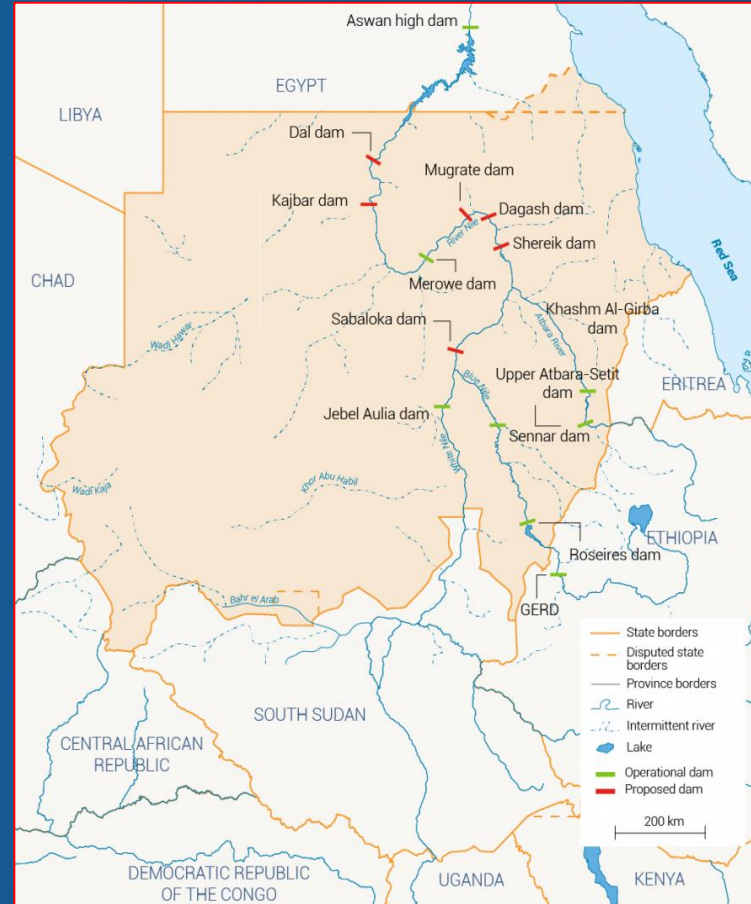 Aswan high dam
EGYPT
LIBYA
Dal dam
Mugrate dam
Kajbar dam
Dagash dam
River Nile
Shereik dam
Red Sea
CHAD
Merowe dam
Khashm Al-Girba
dam
Sabaloka dam
Atbara River
Wadi Hawar
Upper Atbara-Setit
dam
ERITREA
Blue Nile
Jebel Aulia dam
Sennar dam
White Nile
Wadi Kaja
Khor Abu Habil
ETHIOPIA
Roseires dam
Bahr el Arab
GERD
State borders
Disputed state
borders
Province borders
River
Intermittent river
Lake
Operational dam
Proposed dam
200 km
SOUTH SUDAN
CENTRAL AFRICAN
REPUBLIC
DEMOCRATIC REPUBLIC
OF THE CONGO
UGANDA
KENYA